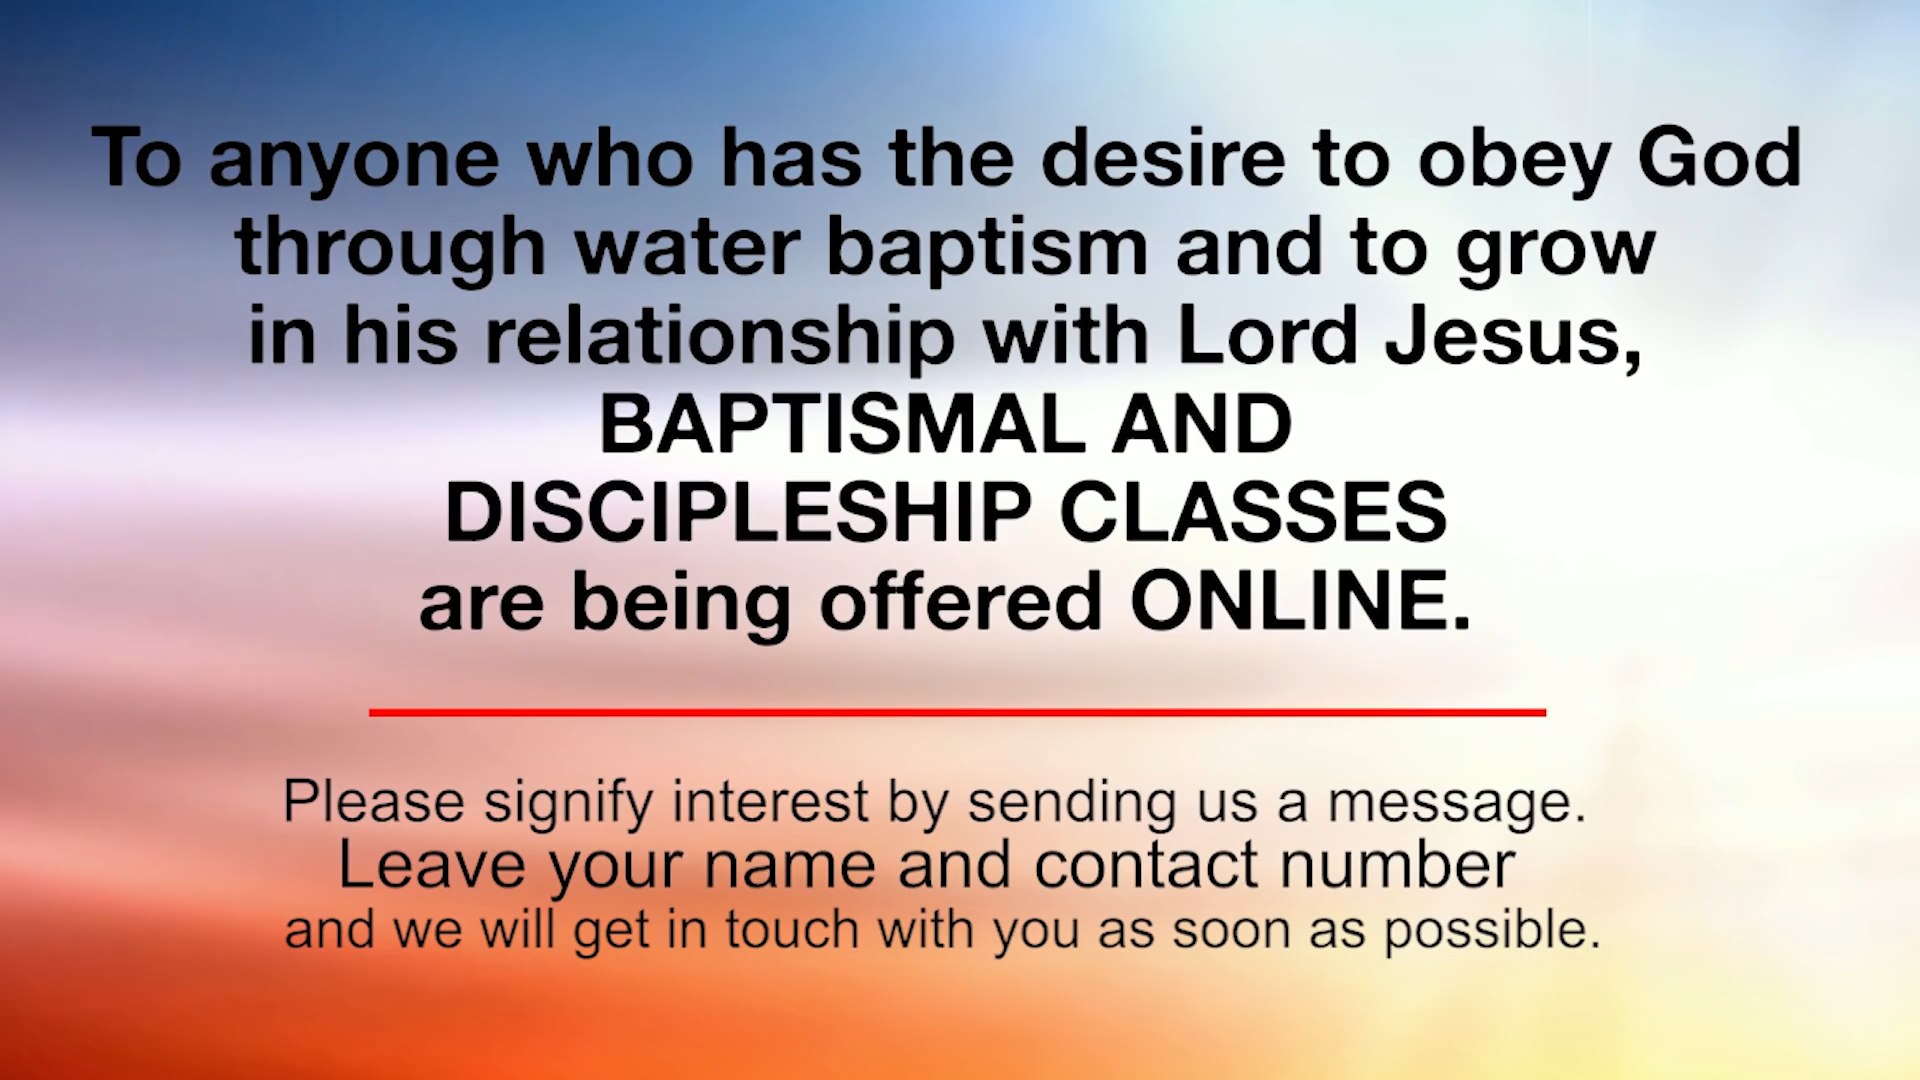 To anyone who has the desire to obey God
through water baptism and to grow
in his relationship with Lord Jesus,
BAPTISMAL AND
DISCIPLESHIP CLASSES
are being offered ONLINE.
Please signify interest by sending us a message.
Leave your name and contact number
and we will get in touch with you as soon as possible.